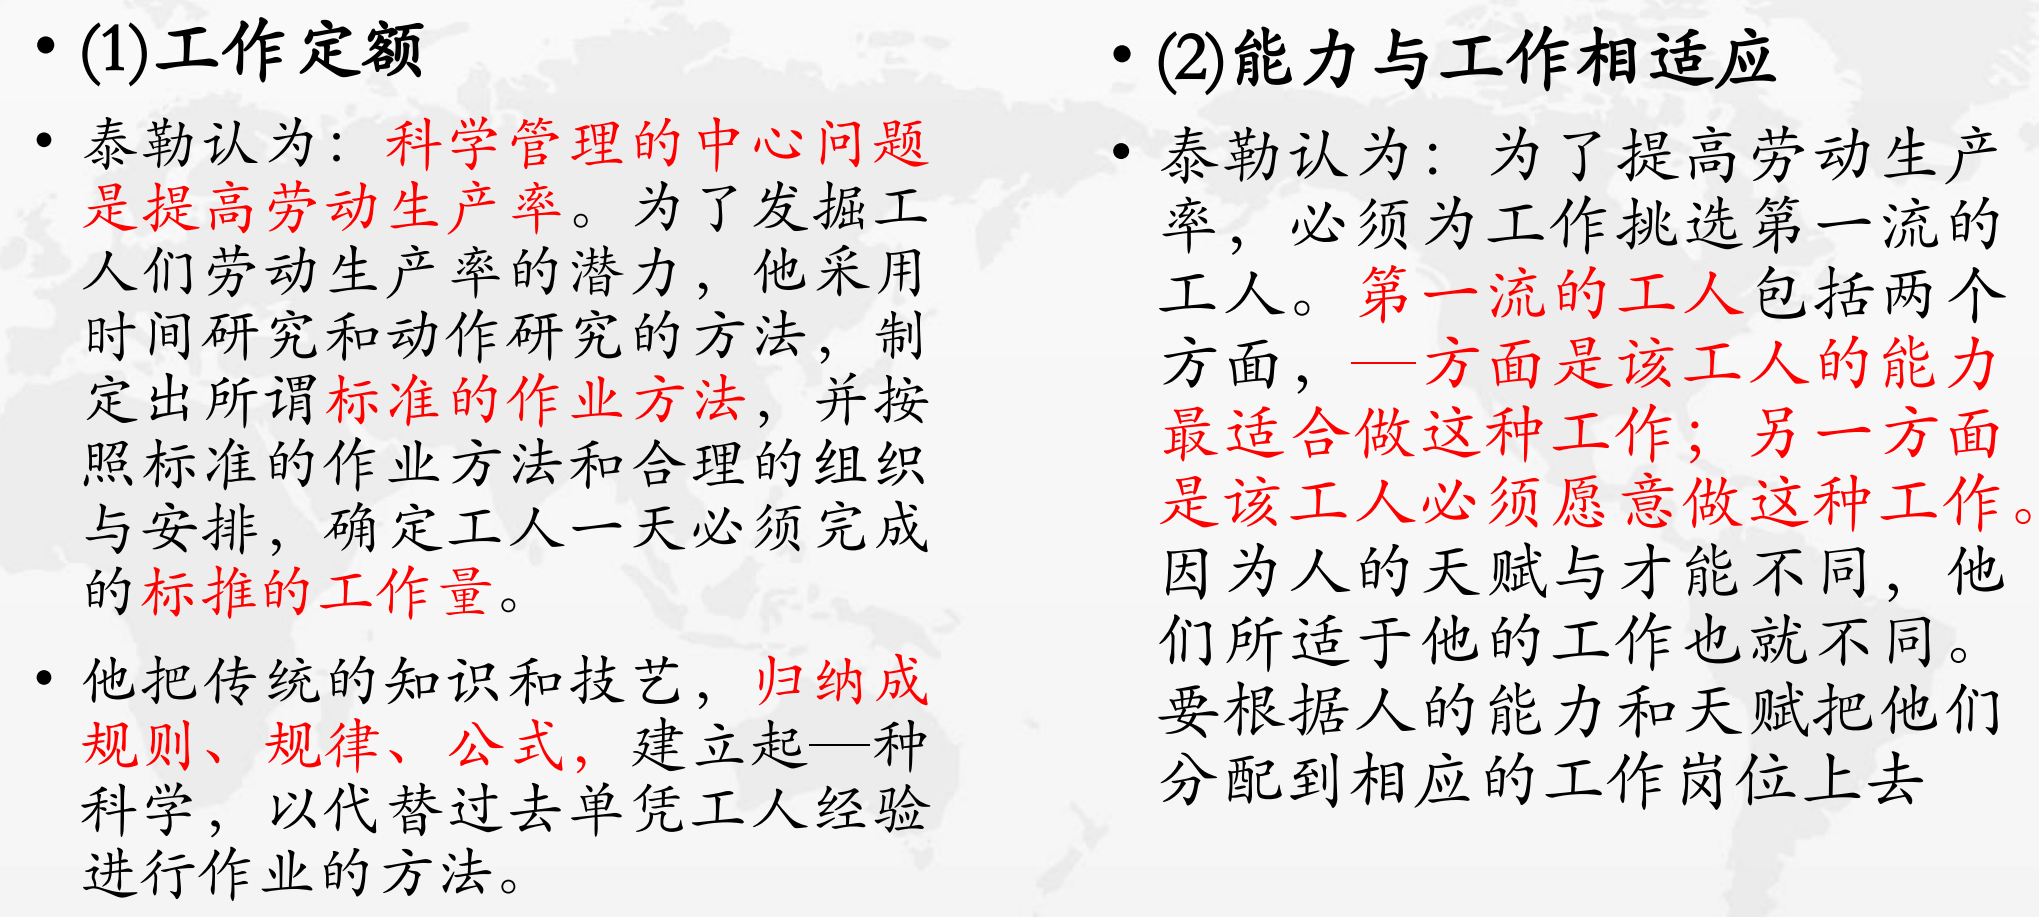 • (1)工作定额
• 泰勒认为：科学管理的中心问题
是提高劳动生产率。为了发掘工
人们劳动生产率的潜力，他采用
时间研究和动作研究的方法，制
定出所谓标准的作业方法，并按
照标准的作业方法和合理的组织
与安排，确定工人一天必须完成
的标推的工作量。
• 他把传统的知识和技艺，归纳成
规则、规律、公式，建立起—种
科学，以代替过去单凭工人经验
进行作业的方法。
• (2)能力与工作相适应
• 泰勒认为：为了提高劳动生产
率，必须为工作挑选第一流的
工人。第一流的工人包括两个
方面，—方面是该工人的能力
最适合做这种工作；另一方面
是该工人必须愿意做这种工作。
因为人的天赋与才能不同，他
们所适于他的工作也就不同。
要根据人的能力和天赋把他们
分配到相应的工作岗位上去